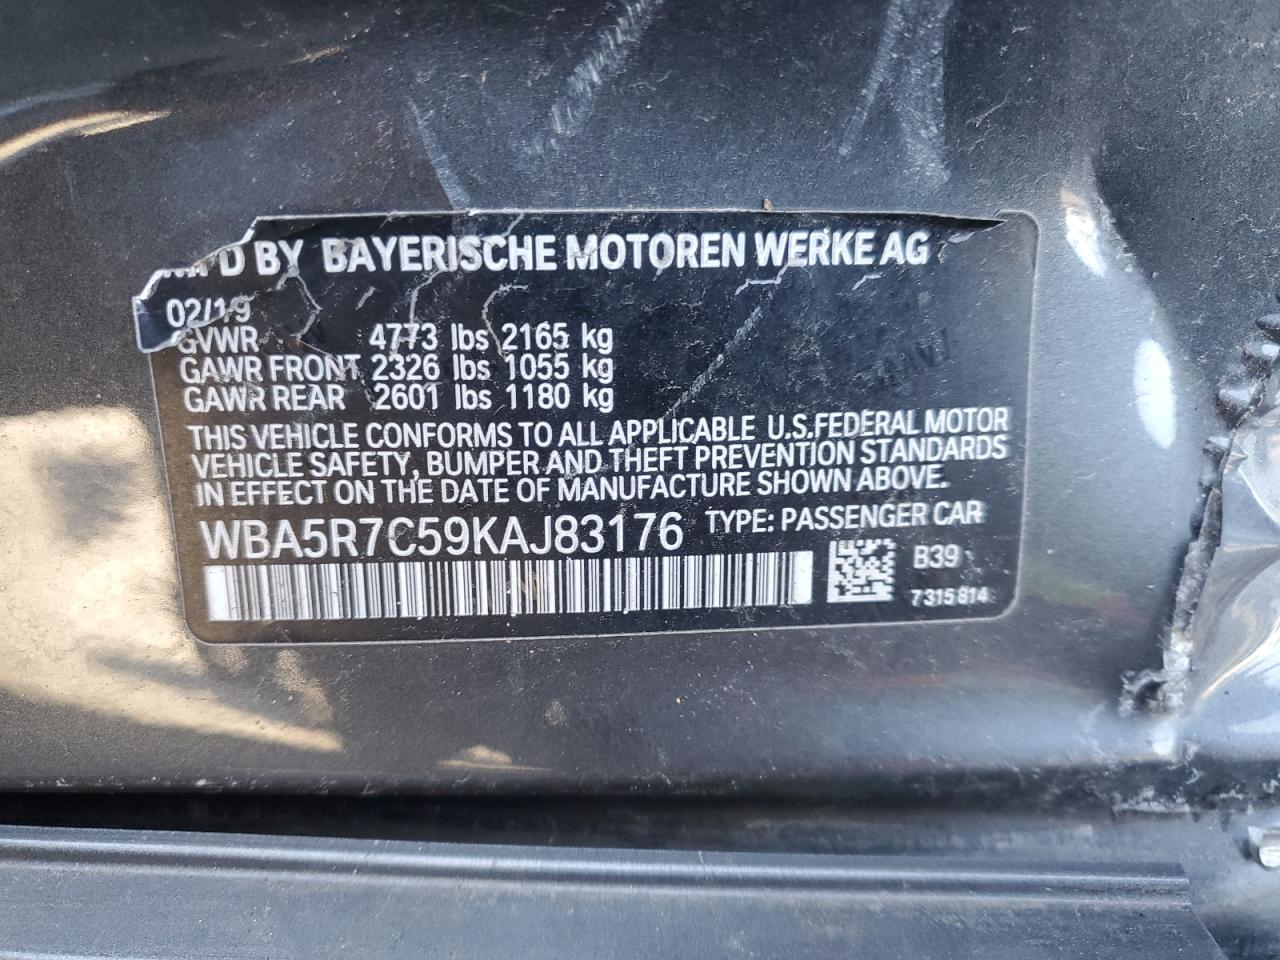 D BY BAYERISCHE MOTOREN WERKE AG
02/19
GVWR 4773 lbs 2165 kg
GAWR FRONT 2326 lbs 1055 kg
GAWR REAR 2601 lbs 1180 kg
THIS VEHICLE CONFORMS TO ALL APPLICABLE U.S.FEDERAL MOTOR
VEHICLE SAFETY, BUMPER AND THEFT PREVENTION STANDARDS
IN EFFECT ON THE DATE OF MANUFACTURE SHOWN ABOVE.
WBA5R7C59KAJ83176 TYPE: PASSENGER CAR
B39
7315814